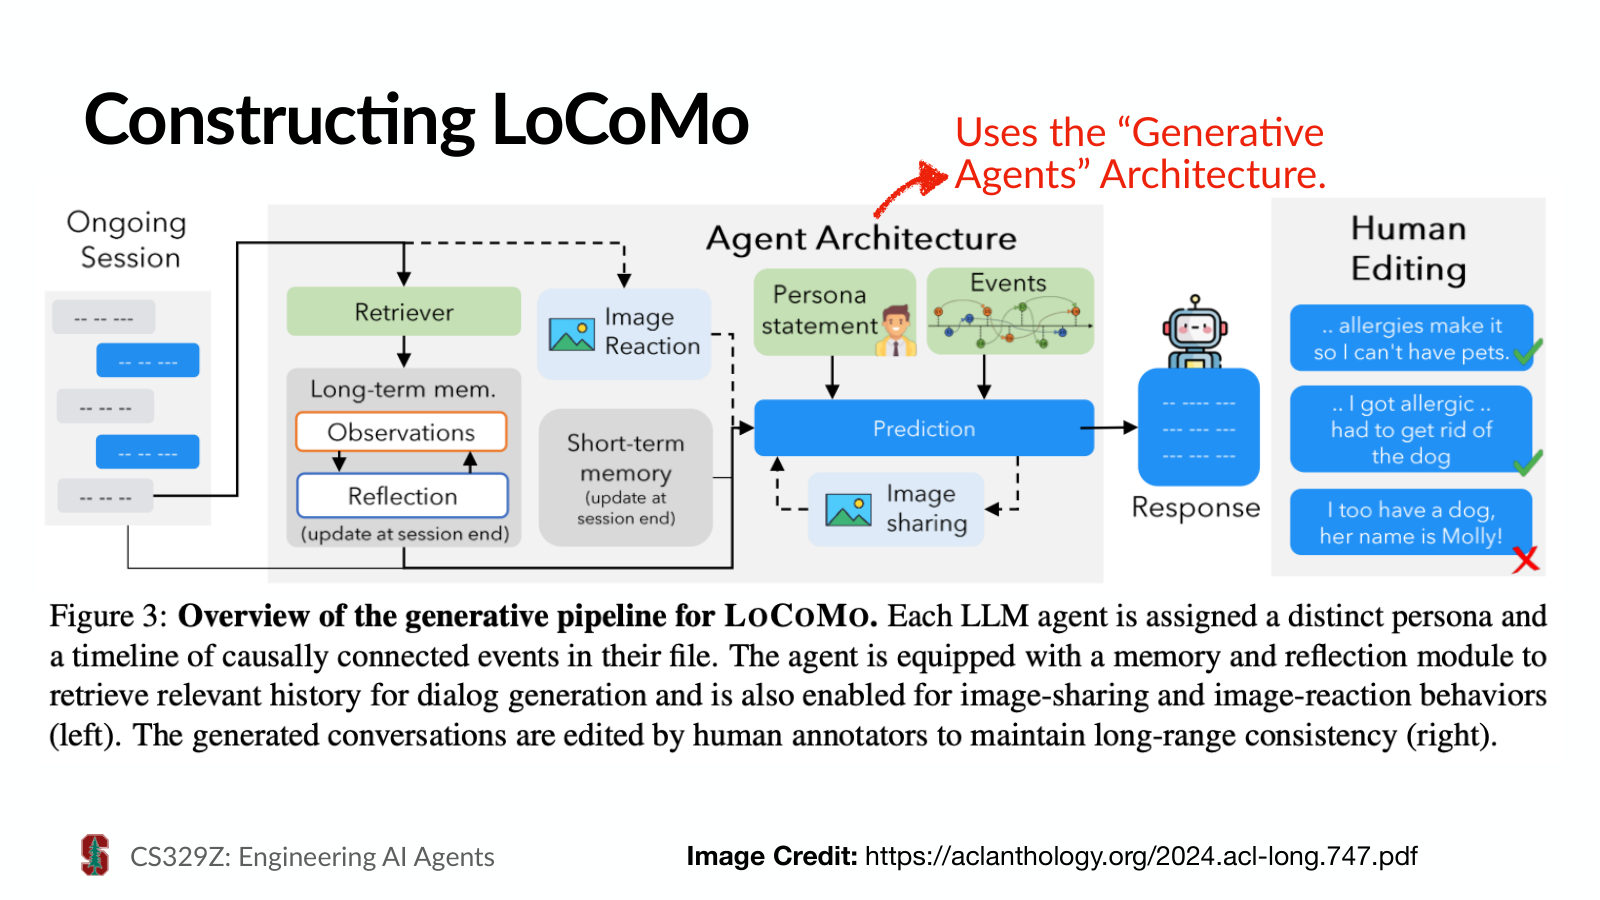 Constructing LoCoMo
Uses the “Generative
Agents” Architecture.
Ongoing
Session
-- -- ---
-- -- ---
-- -- --
-- -- ---
-- -- --
Agent Architecture
Retriever
Long-term mem.
Observations
Reflection
(update at session end)
Image
Reaction
Short-term
memory
(update at
session end)
Persona
statement
Events
Prediction
Image
sharing
-- ---- ---
--- -- ---
--- -- ---
Response
Human
Editing
.. allergies make it
so I can't have pets.
.. I got allergic ..
had to get rid of
the dog
I too have a dog,
her name is Molly!
Figure 3: Overview of the generative pipeline for LOCOMO. Each LLM agent is assigned a distinct persona and
a timeline of causally connected events in their file. The agent is equipped with a memory and reflection module to
retrieve relevant history for dialog generation and is also enabled for image-sharing and image-reaction behaviors
(left). The generated conversations are edited by human annotators to maintain long-range consistency (right).
CS329Z: Engineering AI Agents
Image Credit: https://aclanthology.org/2024.acl-long.747.pdf